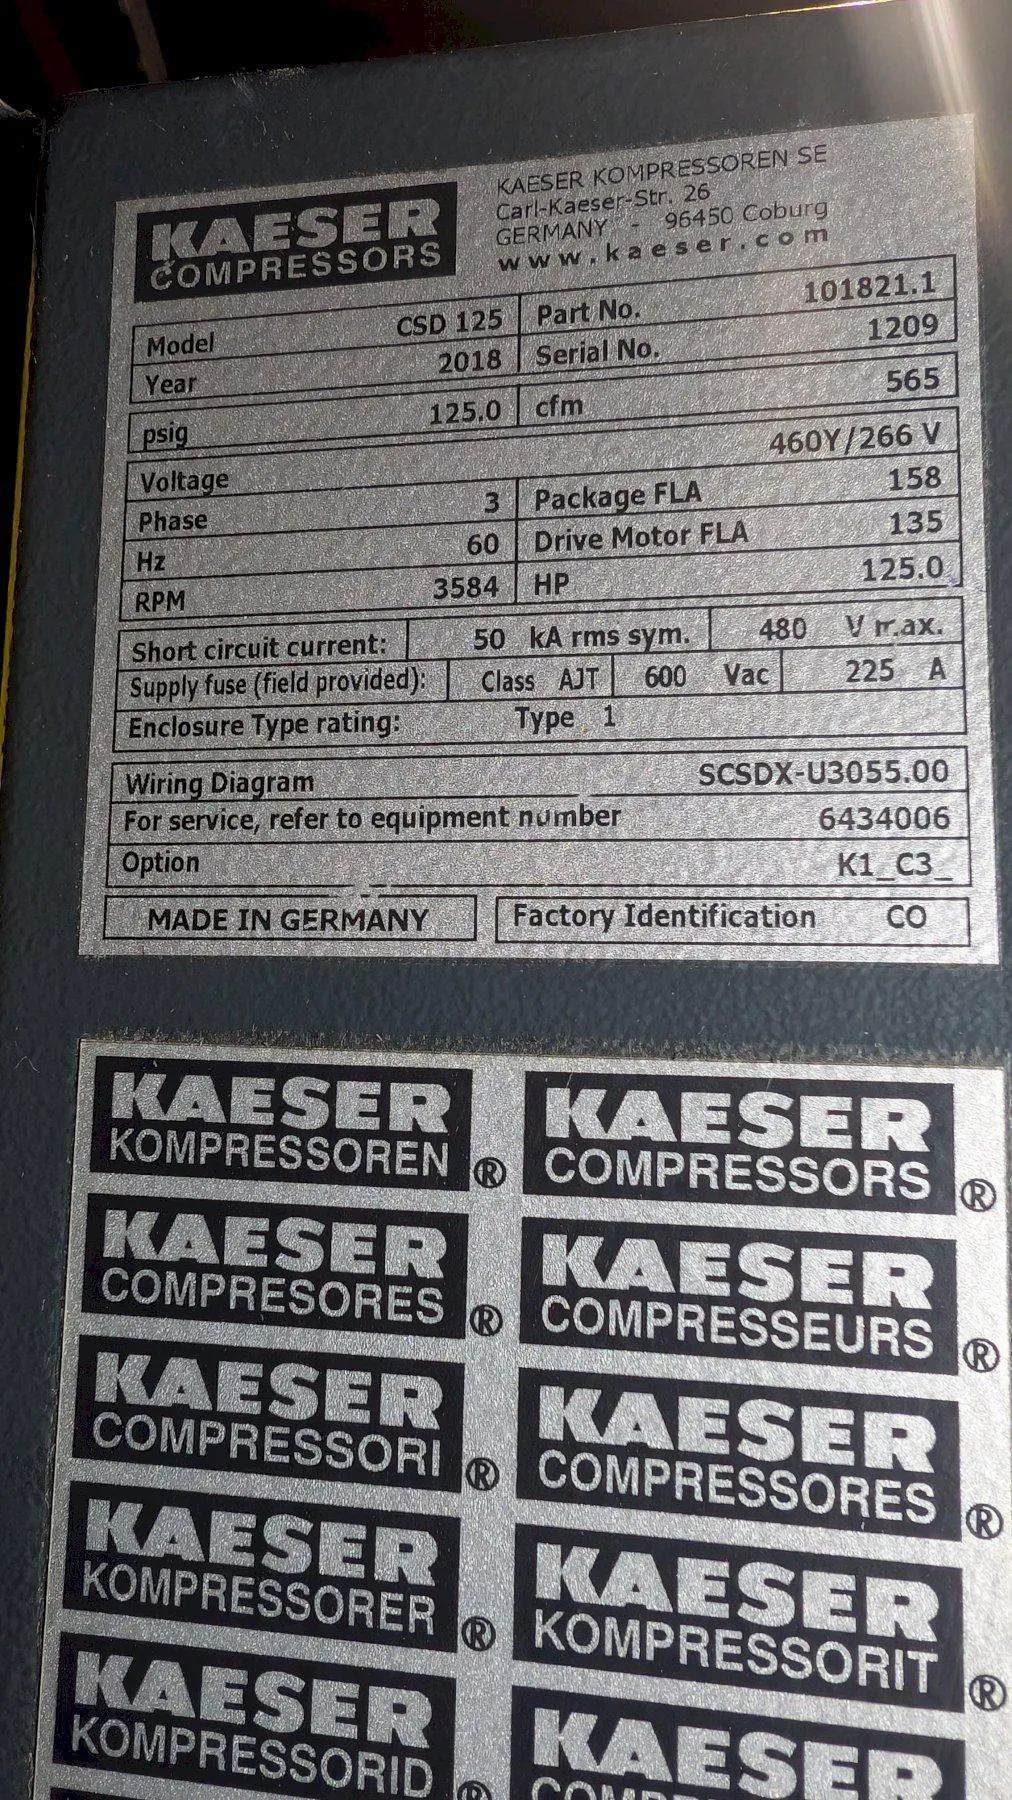 KAESER
COMPRESSORS
KAESER KOMPRESSOREN SE
Carl-Kaeser-Str. 26
GERMANY - 96450 Coburg
www.kaeser.com
Model CSD 125 Part No. 101821.1
Year 2018 Serial No. 1209
psig 125.0 cfm 565
Voltage 460Y/266 V
Phase 3 Package FLA 158
Hz 60 Drive Motor FLA 135
RPM 3584 HP 125.0
Short circuit current: 50 kA rms sym. 480 V max.
Supply fuse (field provided): Class AJT 600 Vac 225 A
Enclosure Type rating: Type 1
Wiring Diagram SCSDX-U3055.00
For service, refer to equipment number 6434006
Option K1_C3_
MADE IN GERMANY Factory Identification CO
KAESER KAESER
KOMPRESSOREN ® COMPRESSORS ®
KAESER KAESER
COMPRESORES ® COMPRESSEURS ®
KAESER KAESER
COMPRESSORI ® COMPRESSORES ®
KAESER KAESER
KOMPRESSORER ® KOMPRESSORIT ®
KAESER KAESER
KOMPRESSORID ®